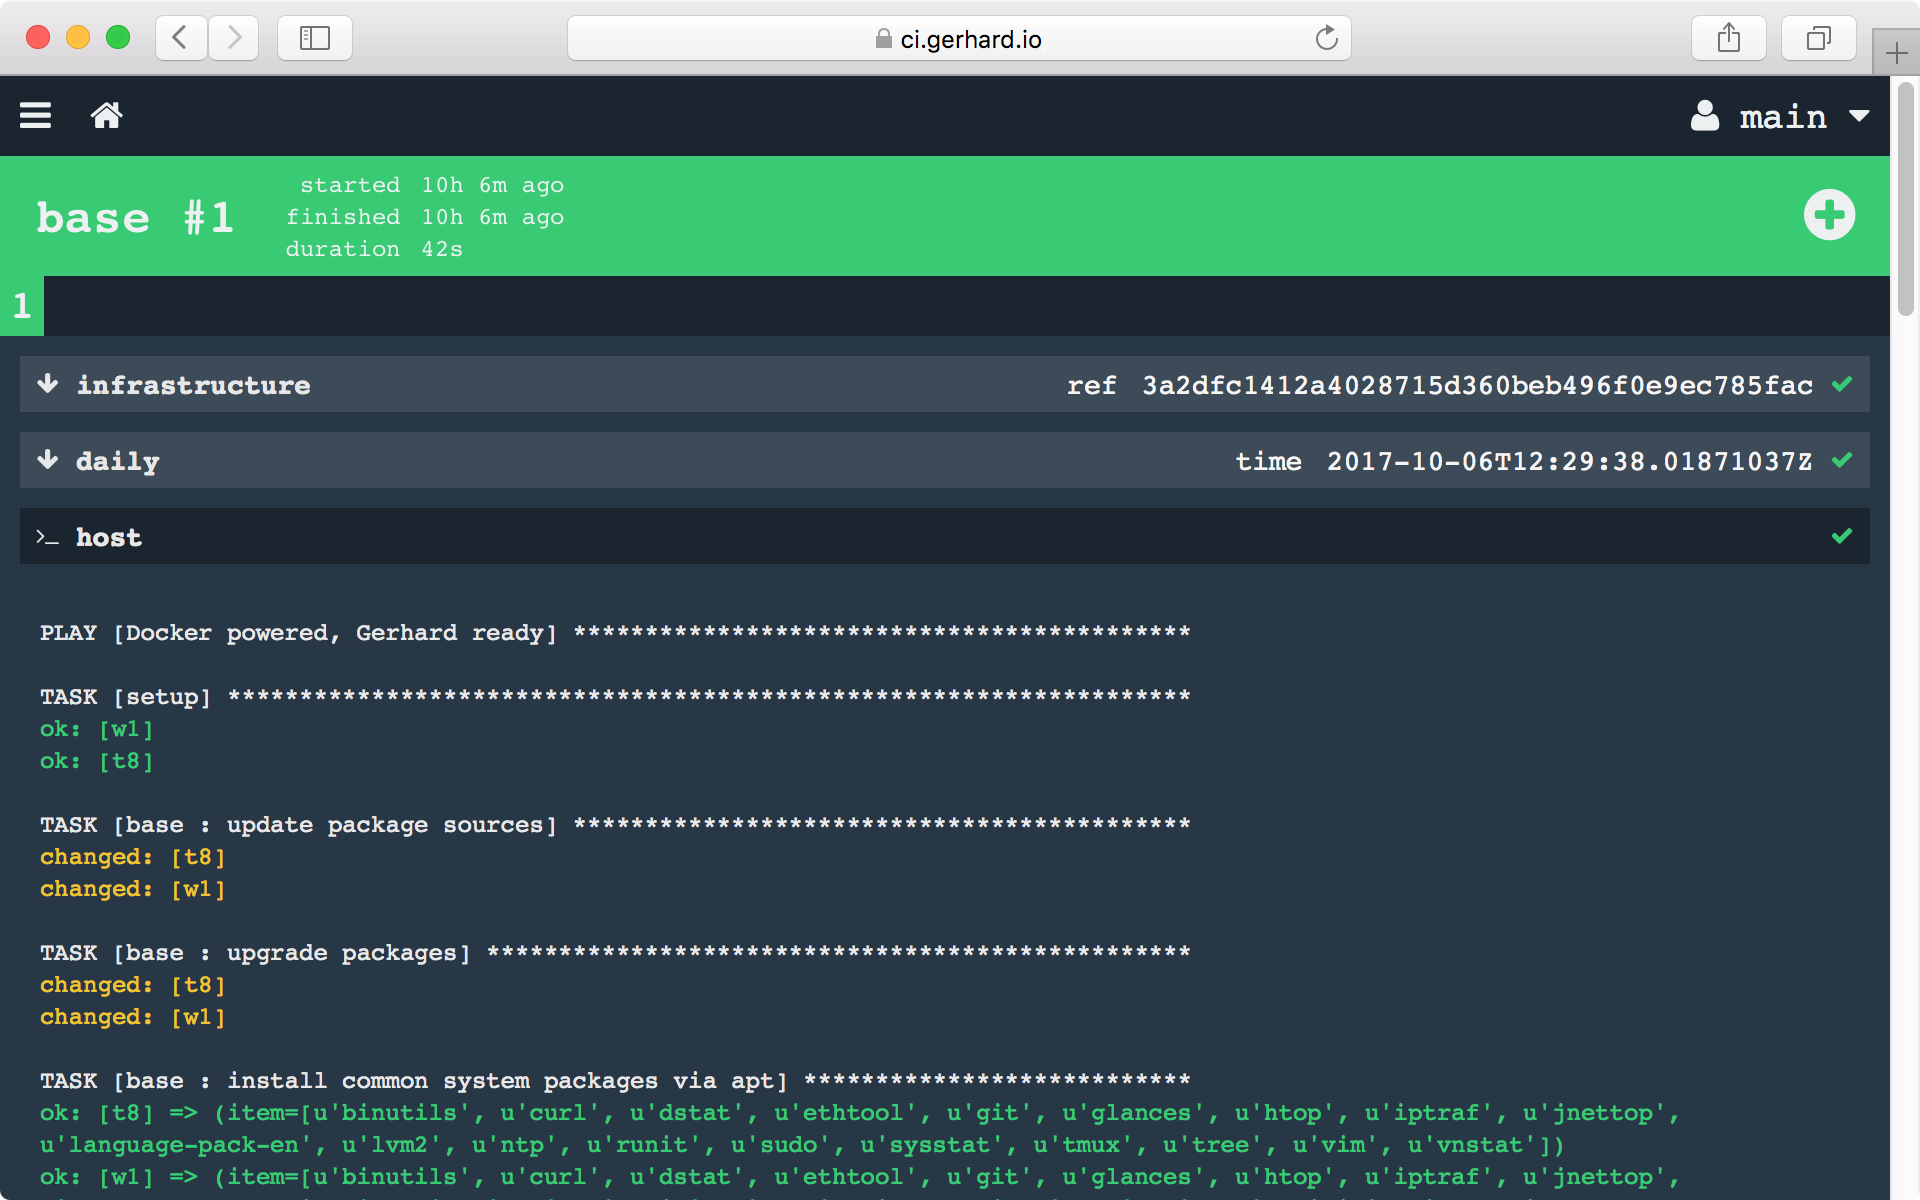 ci.gerhard.io
main
base #1
started 10h 6m ago
finished 10h 6m ago
duration 42s
1
infrastructure ref 3a2dfc1412a4028715d360beb496f0e9ec785fac
daily time 2017-10-06T12:29:38.01871037Z
>_ host
PLAY [Docker powered, Gerhard ready] *******************************************
TASK [setup] *******************************************************************
ok: [w1]
ok: [t8]
TASK [base : update package sources] *******************************************
changed: [t8]
changed: [w1]
TASK [base : upgrade packages] *************************************************
changed: [t8]
changed: [w1]
TASK [base : install common system packages via apt] ***************************
ok: [t8] => (item=[u'binutils', u'curl', u'dstat', u'ethtool', u'git', u'glances', u'htop', u'iptraf', u'jnettop',
u'language-pack-en', u'lvm2', u'ntp', u'runit', u'sudo', u'sysstat', u'tmux', u'tree', u'vim', u'vnstat'])
ok: [w1] => (item=[u'binutils', u'curl', u'dstat', u'ethtool', u'git', u'glances', u'htop', u'iptraf', u'jnettop',